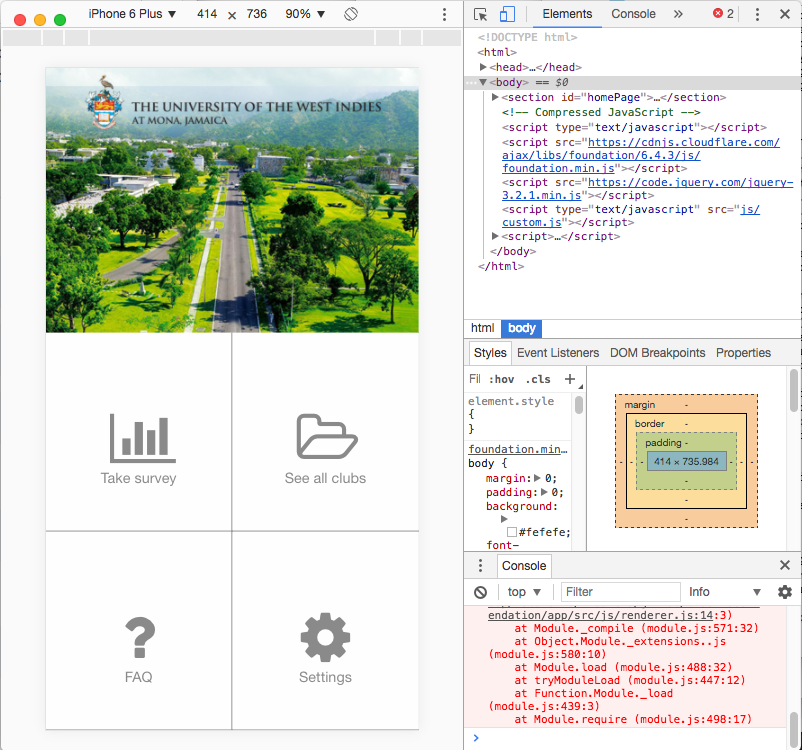 iPhone 6 Plus ▼ 414 × 736 90% ▼
THE UNIVERSITY OF THE WEST INDIES
AT MONA, JAMAICA
Take survey
See all clubs
FAQ
Settings
Elements Console » 2
<!DOCTYPE html>
<html>
▶<head>…</head>
…▼<body> == $0
▶<section id="homePage">…</section>
<!-- Compressed JavaScript -->
<script type="text/javascript"></script>
<script src="https://cdnjs.cloudflare.com/
ajax/libs/foundation/6.4.3/js/
foundation.min.js"></script>
<script src="https://code.jquery.com/jquery-
3.2.1.min.js"></script>
<script type="text/javascript" src="js/
custom.js"></script>
▶<script>…</script>
</body>
</html>
html body
Styles Event Listeners DOM Breakpoints Properties
Fil :hov .cls +
element.style
{
}
foundation.min…
body {
margin:▶0;
padding:▶0;
background:
▶
#fefefe;
font-
margin -
border -
padding -
- - - 414 × 735.984 - - -
-
-
-
Console
top ▼ Filter Info ▼
endation/app/src/js/renderer.js:14:3)
at Module._compile (module.js:571:32)
at Object.Module._extensions..js
(module.js:580:10)
at Module.load (module.js:488:32)
at tryModuleLoad (module.js:447:12)
at Function.Module._load
(module.js:439:3)
at Module.require (module.js:498:17)
>